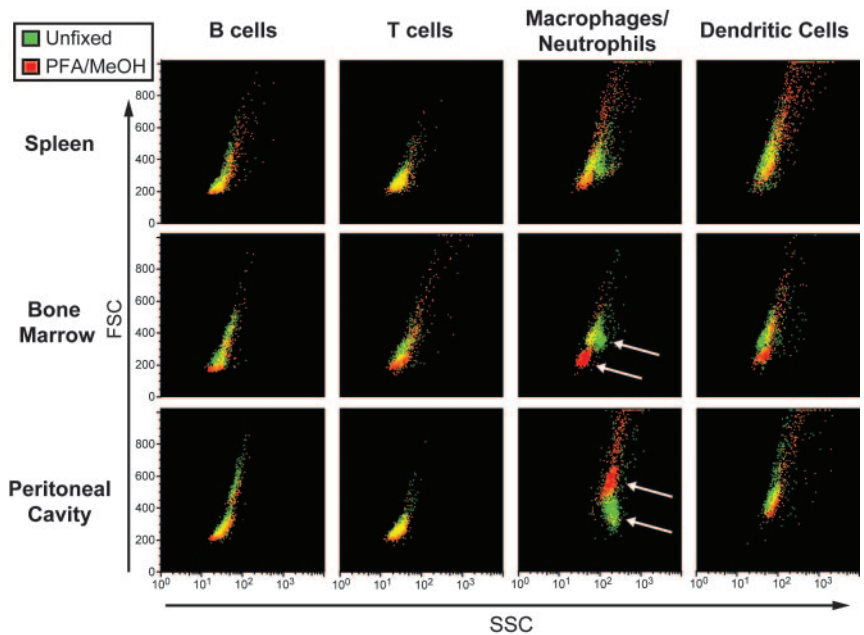 Unfixed
PFA/MeOH
B cells
T cells
Macrophages/
Neutrophils
Dendritic Cells
Spleen
800
600
400
200
0
Bone
Marrow
800
600
400
200
0
Peritoneal
Cavity
800
600
400
200
0
FSC
10⁰ 10¹ 10² 10³
10⁰ 10¹ 10² 10³
10⁰ 10¹ 10² 10³
10⁰ 10¹ 10² 10³
SSC